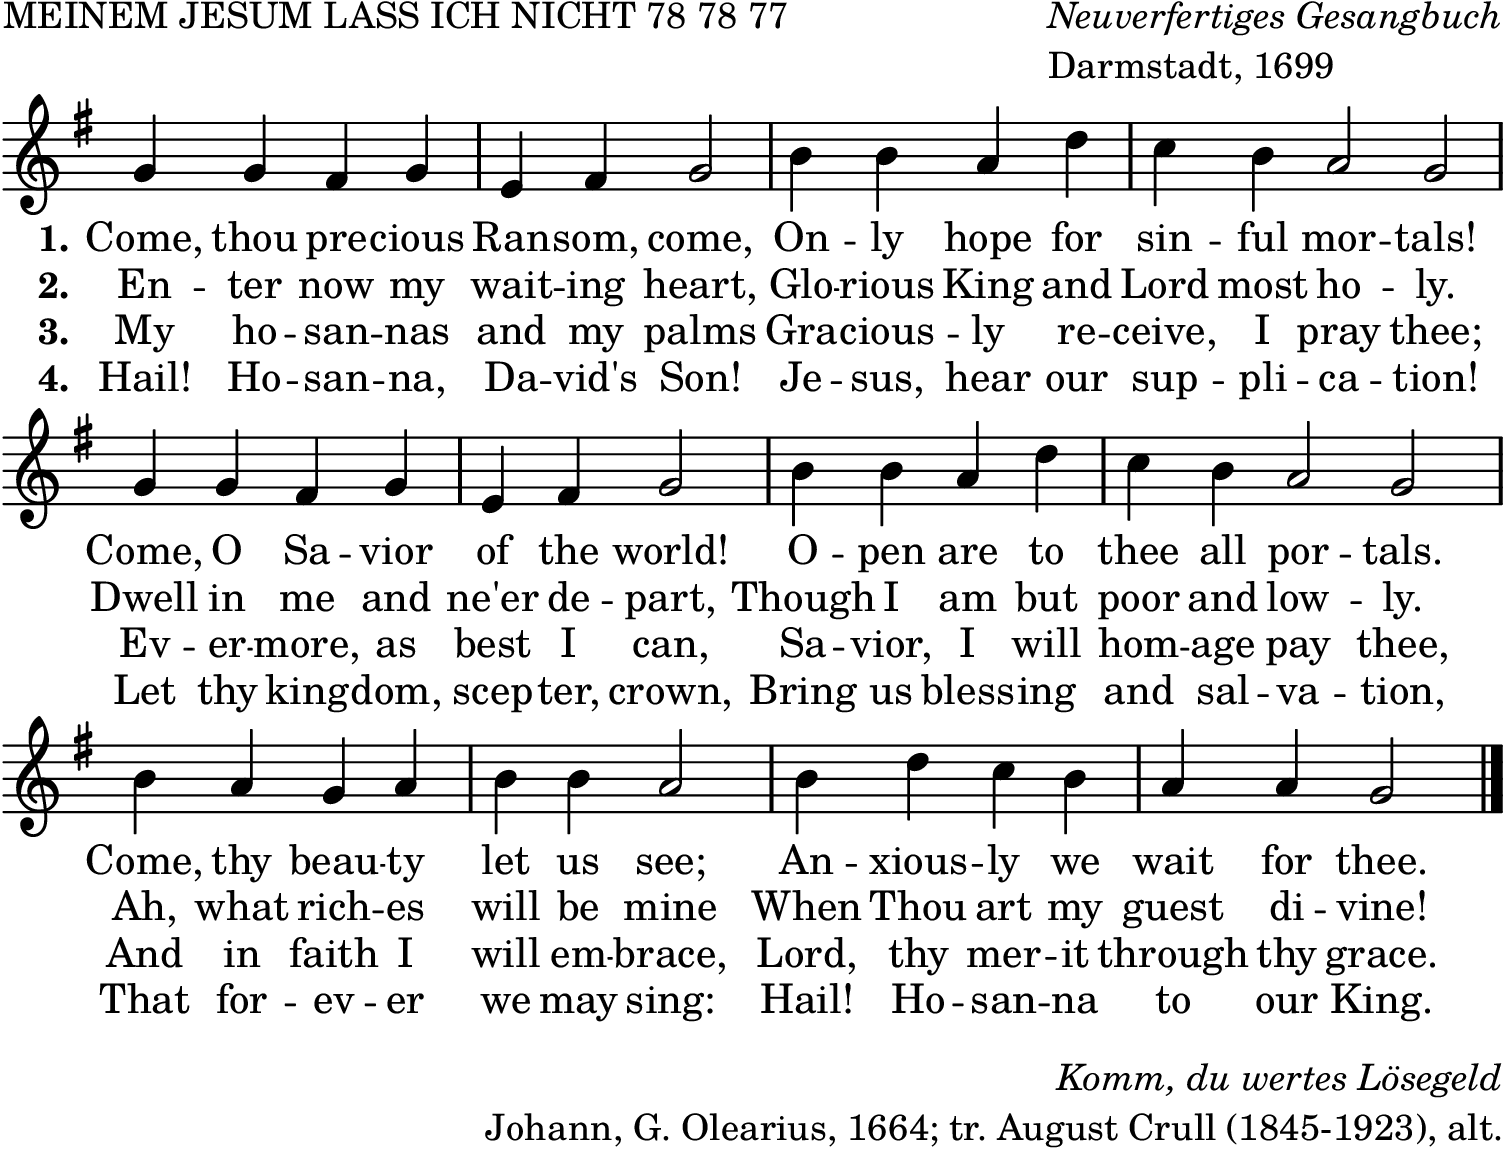 MEINEM JESUM LASS ICH NICHT 78 78 77 Neuverfertiges Gesangbuch
Darmstadt, 1699
1. Come, thou precious Ransom, come, On -- ly hope for sin -- ful mor -- tals!
2. En -- ter now my wait -- ing heart, Glo -- rious King and Lord most ho -- ly.
3. My ho -- san -- nas and my palms Gracious -- ly re -- ceive, I pray thee;
4. Hail! Ho -- san -- na, Da -- vid's Son! Je -- sus, hear our sup -- pli -- ca -- tion!
Come, O Sa -- vior of the world! O -- pen are to thee all por -- tals.
Dwell in me and ne'er de -- part, Though I am but poor and low -- ly.
Ev -- er -- more, as best I can, Sa -- vior, I will hom -- age pay thee,
Let thy kingdom, scepter, crown, Bring us blessing and sal -- va -- tion,
Come, thy beau -- ty let us see; An -- xious -- ly we wait for thee.
Ah, what rich -- es will be mine When Thou art my guest di -- vine!
And in faith I will em -- brace, Lord, thy mer -- it through thy grace.
That for -- ev -- er we may sing: Hail! Ho -- san -- na to our King.
Komm, du wertes Lösegeld
Johann, G. Olearius, 1664; tr. August Crull (1845-1923), alt.